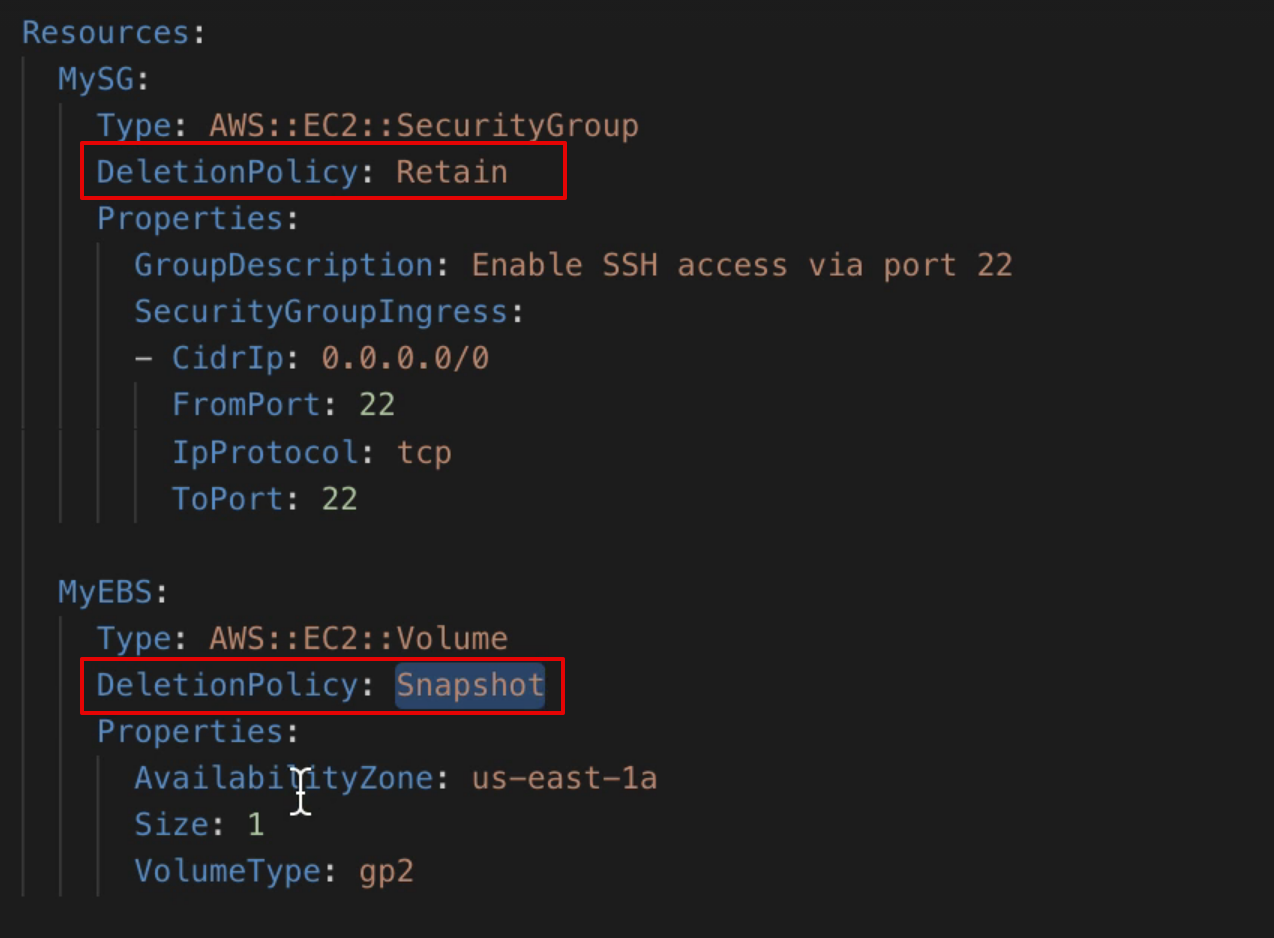 Resources:
MySG:
Type: AWS::EC2::SecurityGroup
DeletionPolicy: Retain
Properties:
GroupDescription: Enable SSH access via port 22
SecurityGroupIngress:
- CidrIp: 0.0.0.0/0
FromPort: 22
IpProtocol: tcp
ToPort: 22
MyEBS:
Type: AWS::EC2::Volume
DeletionPolicy: Snapshot
Properties:
AvailabilityZone: us-east-1a
Size: 1
VolumeType: gp2